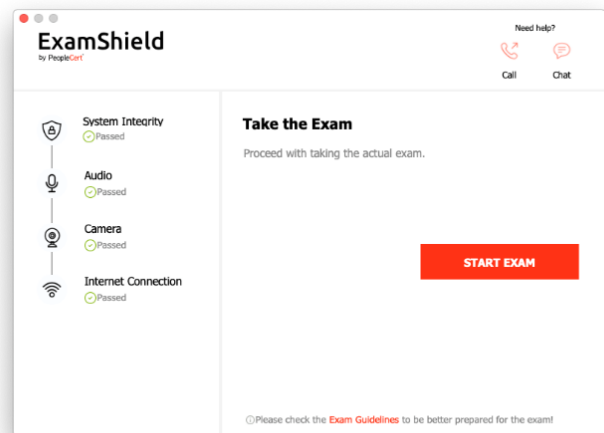 ExamShield
by PeopleCert
Need help?
Call
Chat
System Integrity
Passed
Audio
Passed
Camera
Passed
Internet Connection
Passed
Take the Exam
Proceed with taking the actual exam.
START EXAM
Please check the Exam Guidelines to be better prepared for the exam!